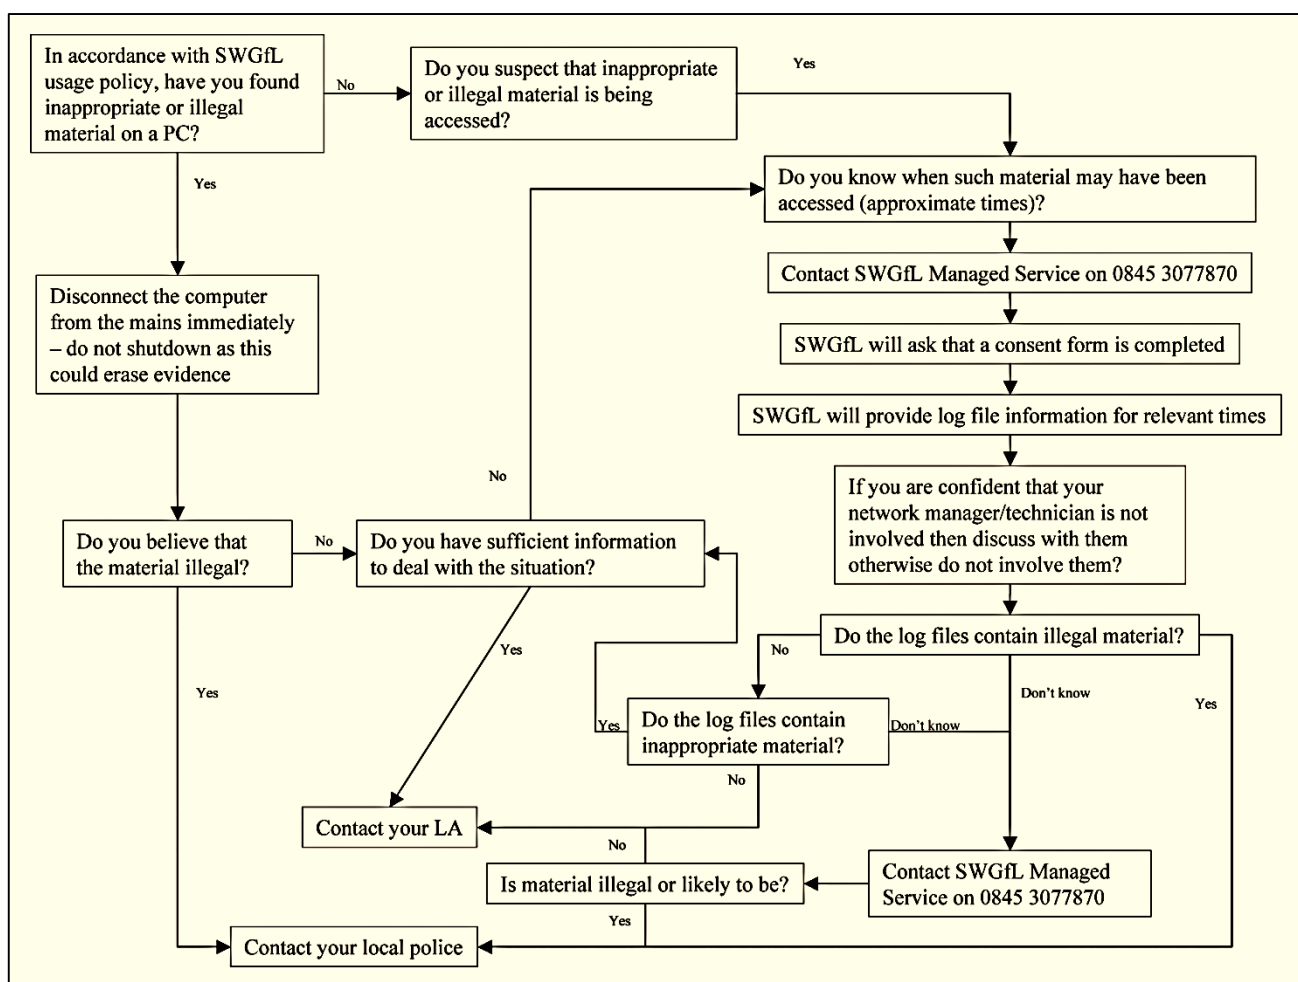 In accordance with SWGfL
usage policy, have you found
inappropriate or illegal
material on a PC?
No
Do you suspect that inappropriate
or illegal material is being
accessed?
Yes
Yes
Do you know when such material may have been
accessed (approximate times)?
Contact SWGfL Managed Service on 0845 3077870
Disconnect the computer
from the mains immediately
– do not shutdown as this
could erase evidence
SWGfL will ask that a consent form is completed
SWGfL will provide log file information for relevant times
No
If you are confident that your
network manager/technician is not
involved then discuss with them
otherwise do not involve them?
Do you believe that
the material illegal?
No
Do you have sufficient information
to deal with the situation?
Do the log files contain illegal material?
No
Yes
Yes
Don't know
Yes
Yes
Do the log files contain
inappropriate material?
Don't know
No
Contact your LA
No
Is material illegal or likely to be?
Contact SWGfL Managed
Service on 0845 3077870
Yes
Contact your local police